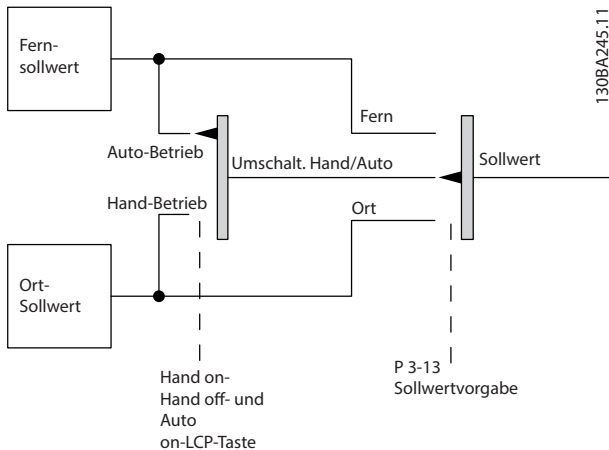 Fern-
sollwert
130BA245.11
Fern
Auto-Betrieb
Umschalt. Hand/Auto
Sollwert
Hand-Betrieb
Ort
Ort-
Sollwert
P 3-13
Sollwertvorgabe
Hand on-
Hand off- und
Auto
on-LCP-Taste